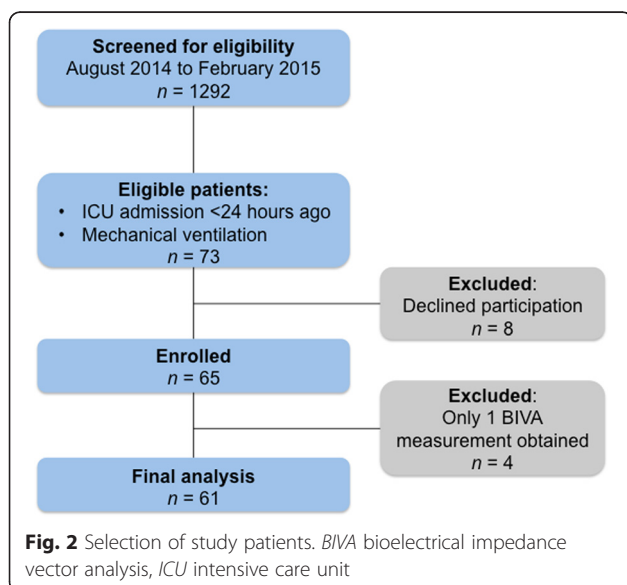 Screened for eligibility
August 2014 to February 2015
n = 1292
Eligible patients:
• ICU admission <24 hours ago
• Mechanical ventilation
n = 73
Excluded:
Declined participation
n = 8
Enrolled
n = 65
Excluded:
Only 1 BIVA
measurement obtained
n = 4
Final analysis
n = 61
Fig. 2 Selection of study patients. BIVA bioelectrical impedance
vector analysis, ICU intensive care unit